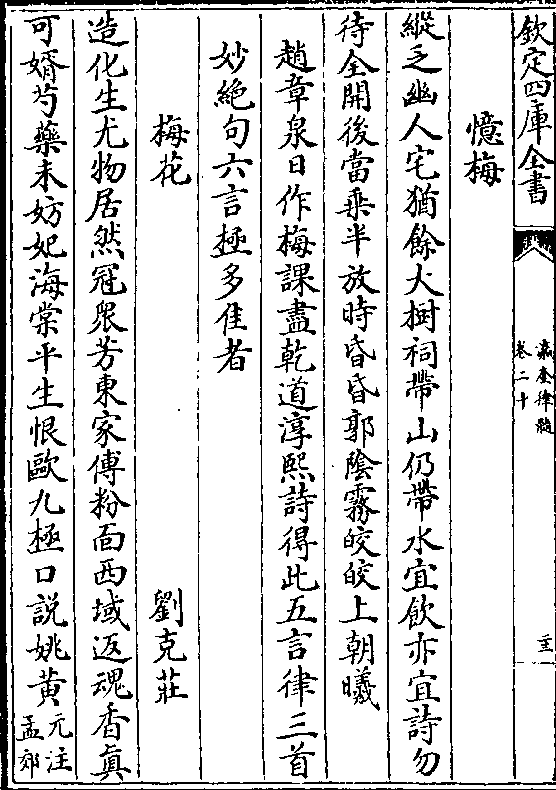 欽定四庫全書
瀛奎律髓
卷二十
憶梅
縱乏幽人宅猶餘大樹祠帶山仍帶水宜飲亦宜詩勿
待全開後當乗半放時昏昏郭陰霧皎皎上朝曦
趙章泉日作梅課盡乾道淳熙詩得此五言律三首
妙絶句六言極多佳者
梅花
劉克莊
造化生尤物居然冠衆芳東家傅粉面西域返魂香真
可婿芍藥未妨妃海棠平生恨歐九極口説姚黄元注
孟郊